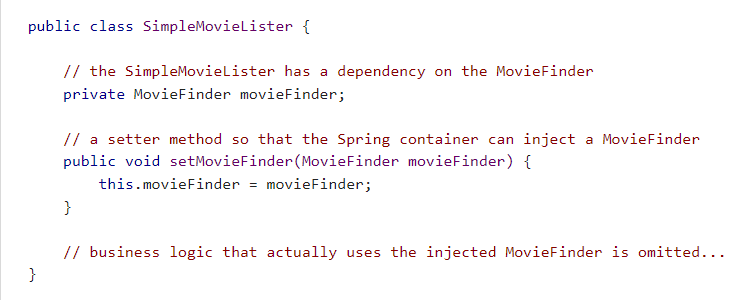 public class SimpleMovieLister {
// the SimpleMovieLister has a dependency on the MovieFinder
private MovieFinder movieFinder;
// a setter method so that the Spring container can inject a MovieFinder
public void setMovieFinder(MovieFinder movieFinder) {
this.movieFinder = movieFinder;
}
// business logic that actually uses the injected MovieFinder is omitted...
}